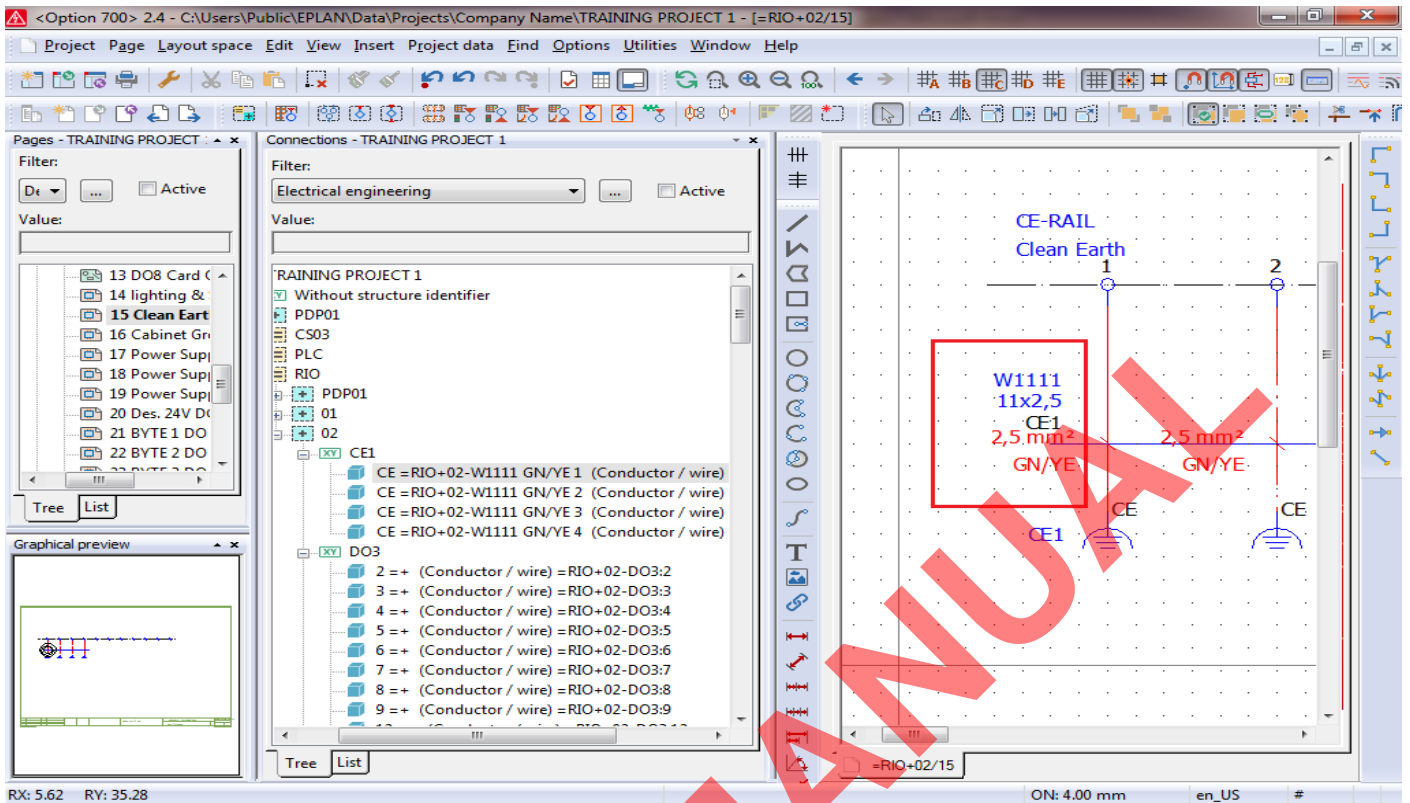 <Option 700> 2.4 - C:\Users\Public\EPLAN\Data\Projects\Company Name\TRAINING PROJECT 1 - [=RIO+02/15]
Project Page Layout space Edit View Insert Project data Find Options Utilities Window Help
Pages - TRAINING PROJECT
Filter:
...
Active
Value:
13 DO8 Card
14 lighting &
15 Clean Eart
16 Cabinet Gr
17 Power Sup
18 Power Sup
19 Power Sup
20 Des. 24V D
21 BYTE 1 DO
22 BYTE 2 DO
Tree List
Graphical preview
Connections - TRAINING PROJECT 1
Filter:
Electrical engineering
...
Active
Value:
RAINING PROJECT 1
Without structure identifier
PDP01
CS03
PLC
RIO
PDP01
01
02
CE1
CE =RIO+02-W1111 GN/YE 1 (Conductor / wire)
CE =RIO+02-W1111 GN/YE 2 (Conductor / wire)
CE =RIO+02-W1111 GN/YE 3 (Conductor / wire)
CE =RIO+02-W1111 GN/YE 4 (Conductor / wire)
DO3
2 =+ (Conductor / wire) =RIO+02-DO3:2
3 =+ (Conductor / wire) =RIO+02-DO3:3
4 =+ (Conductor / wire) =RIO+02-DO3:4
5 =+ (Conductor / wire) =RIO+02-DO3:5
6 =+ (Conductor / wire) =RIO+02-DO3:6
7 =+ (Conductor / wire) =RIO+02-DO3:7
8 =+ (Conductor / wire) =RIO+02-DO3:8
9 =+ (Conductor / wire) =RIO+02-DO3:9
Tree List
CE-RAIL
Clean Earth
1 2
W1111
11x2,5
CE1
2,5 mm² 2,5 mm²
GN/YE GN/YE
CE CE
CE1
=RIO+02/15
MANUAL
RX: 5.62 RY: 35.28 ON: 4.00 mm en_US #